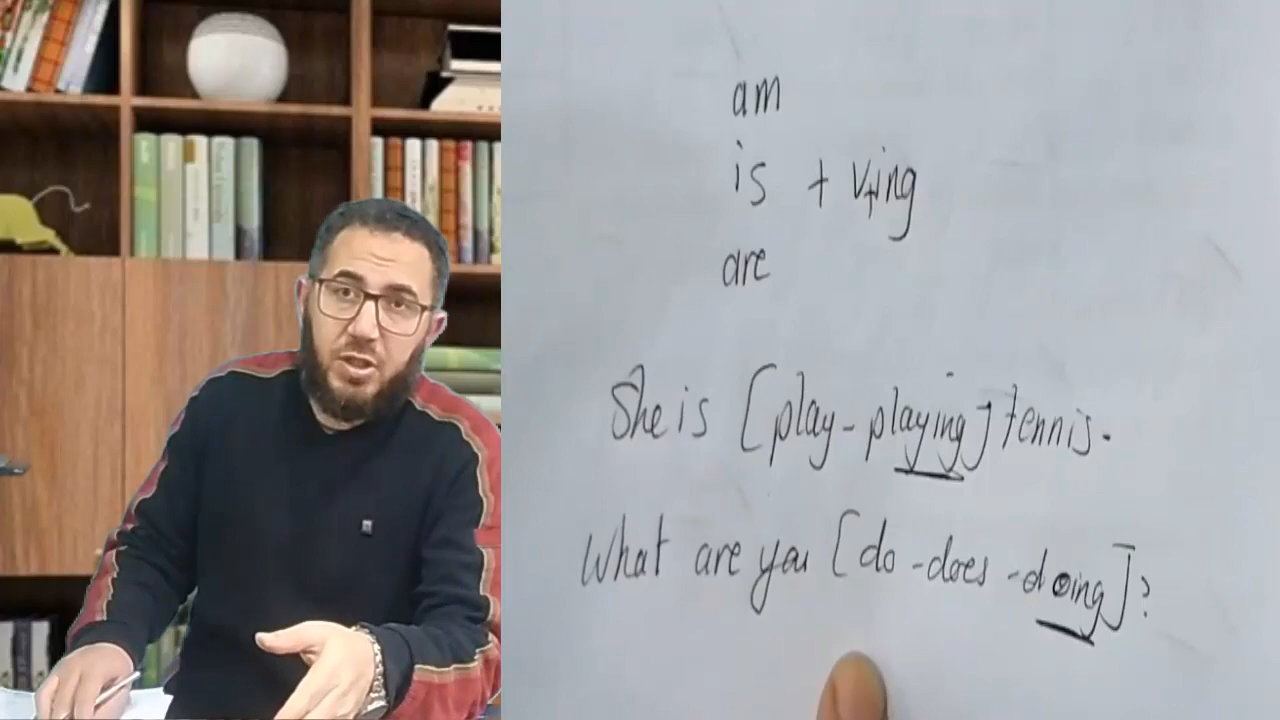 am
is + v+ing
are
She is [play - playing] tennis.
What are you [do - does - doing]?